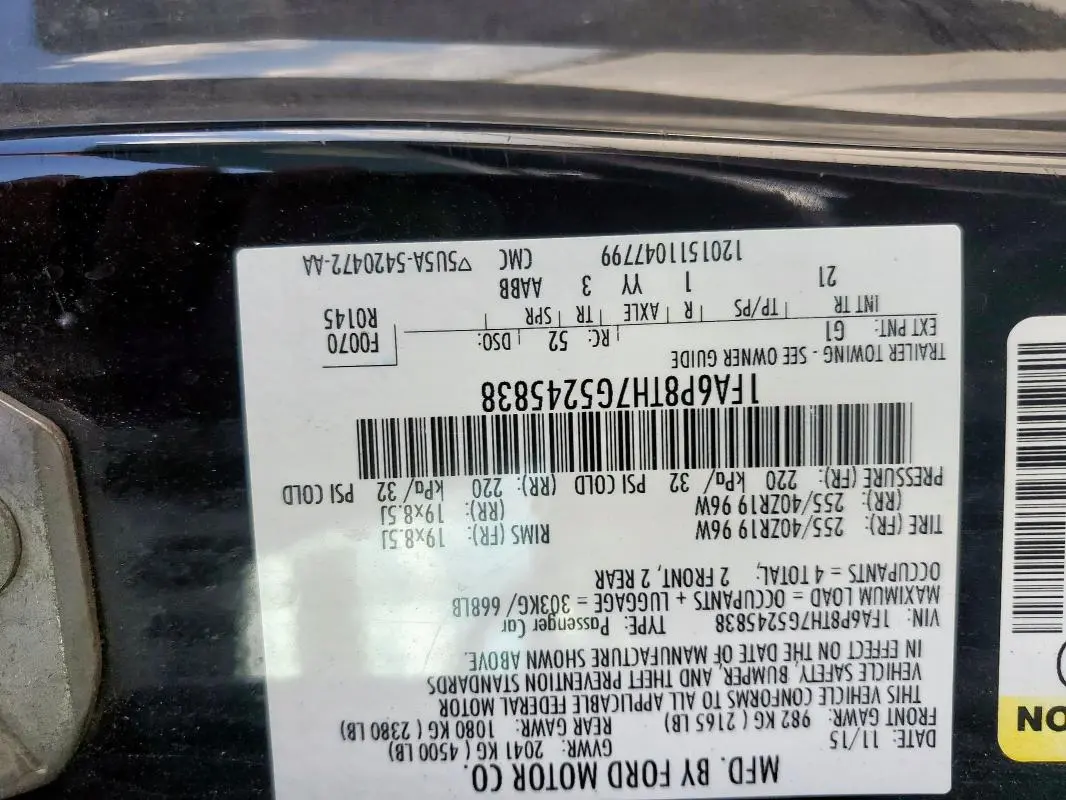 MFD. BY FORD MOTOR CO.
DATE: 11/15 GVWR: 2041 KG ( 4500 LB)
FRONT GAWR: 982 KG ( 2165 LB) REAR GAWR: 1080 KG ( 2380 LB)
THIS VEHICLE CONFORMS TO ALL APPLICABLE FEDERAL MOTOR
VEHICLE SAFETY, BUMPER, AND THEFT PREVENTION STANDARDS
IN EFFECT ON THE DATE OF MANUFACTURE SHOWN ABOVE.
VIN: 1FA6P8TH7G5245838 TYPE: Passenger Car
MAXIMUM LOAD = OCCUPANTS + LUGGAGE = 303KG/ 668LB
OCCUPANTS = 4 TOTAL; 2 FRONT, 2 REAR
TIRE (FR): 255/40ZR19 96W RIMS (FR): 19x8.5J
(RR): 255/40ZR19 96W (RR): 19x8.5J
PRESSURE (FR): 220 kPa/ 32 PSI COLD (RR): 220 kPa/ 32 PSI COLD
1FA6P8TH7G5245838
TRAILER TOWING - SEE OWNER GUIDE
EXT PNT: G1 RC: 52 DSO: F0070
INT TR TP/PS R AXLE TR SPR R0145
21 1 YY 3 AABB
1201511047799 CMC ▽5U5A-5420472-AA
NO